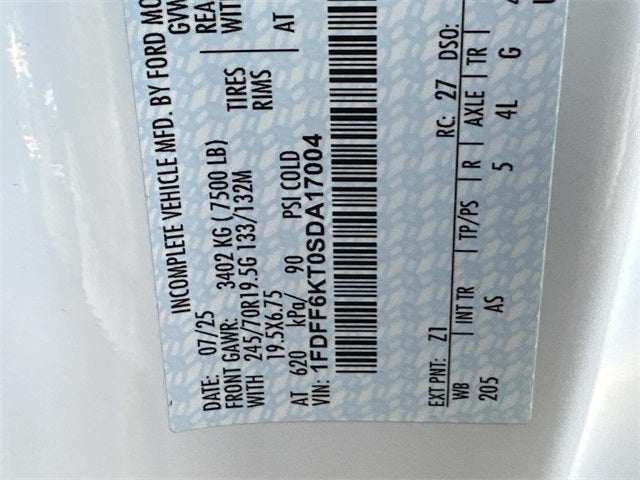 INCOMPLETE VEHICLE MFD. BY FORD MO
DATE: 07/25 GVW
FRONT GAWR: 3402 KG ( 7500 LB) REA
WITH 245/70R19.5G 133/132M TIRES WIT
19.5X6.75 RIMS
AT 620 kPa/ 90 PSI COLD AT
VIN: 1FDFF6KT0SDA17004
EXT PNT: Z1 RC: 27 DSO:
WB INT TR TP/PS R AXLE TR
205 AS 5 4L G